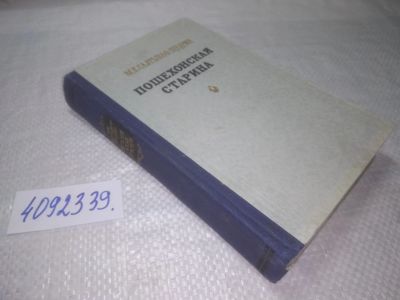 М.Е.САЛТЫКОВ-ЩЕДРИН
ПОШЕХОНСКАЯ
СТАРИНА
4092339.